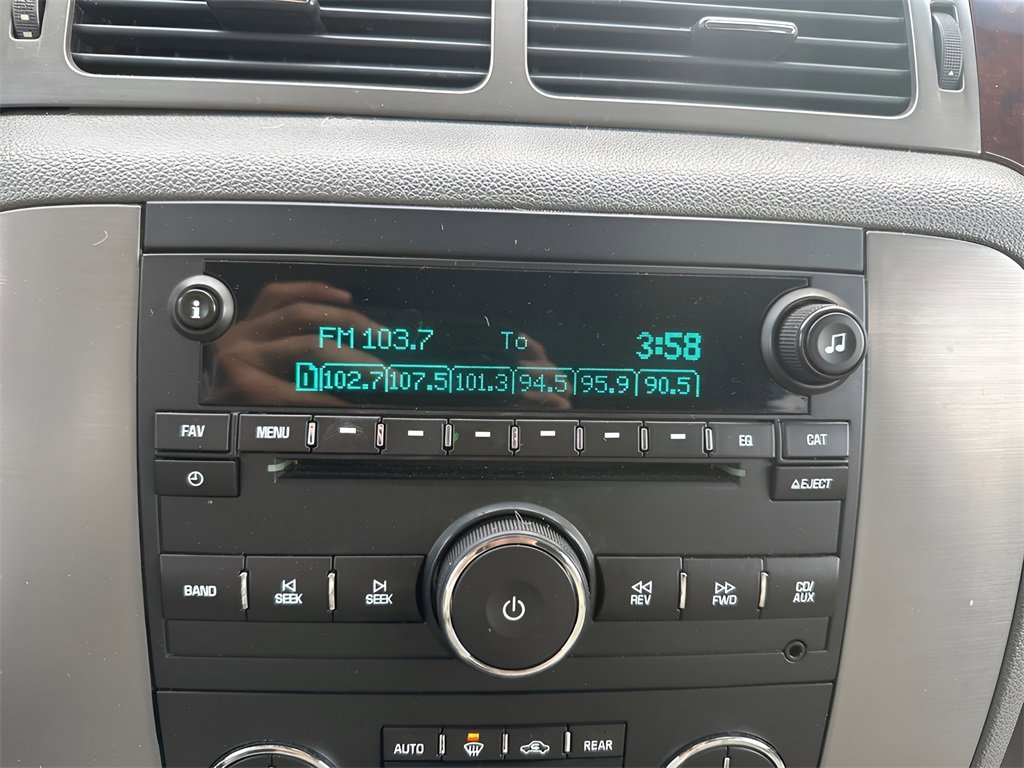 i
FM 103.7 To 3:58
1 102.7 107.5 101.3 94.5 95.9 90.5
FAV MENU EQ CAT
EJECT
BAND SEEK SEEK REV FWD CD/
AUX
AUTO REAR